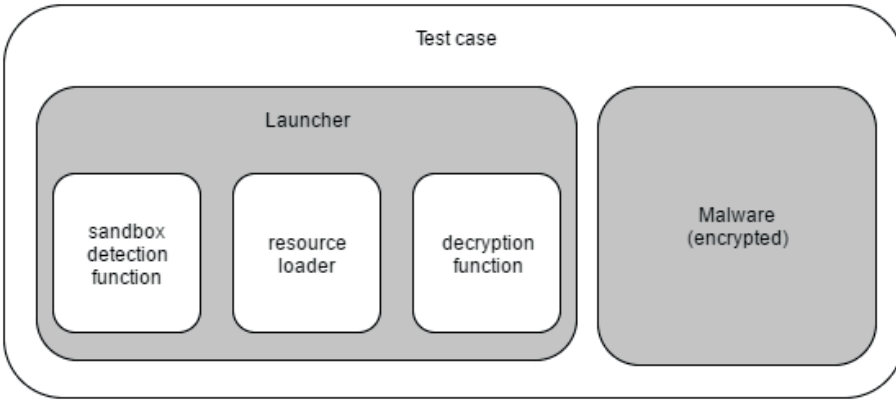 Test case
Launcher
sandbox
detection
function
resource
loader
decryption
function
Malware
(encrypted)